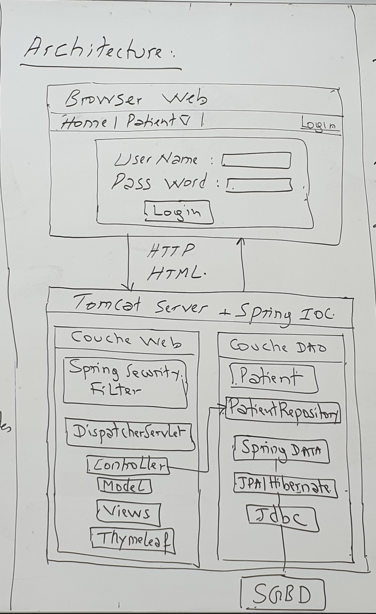 Architecture:
Browser Web
Home | Patient ▽ |
Login
User Name :
Pass Word :
Login
HTTP
HTML.
Tomcat Server + Spring IOC
Couche Web
Spring Security
Filter
DispatcherServlet
Controller
Model
Views
Thymeleaf
Couche DAO
Patient
PatientRepository
Spring DATA
JPA|Hibernate
Jdbc
SGBD